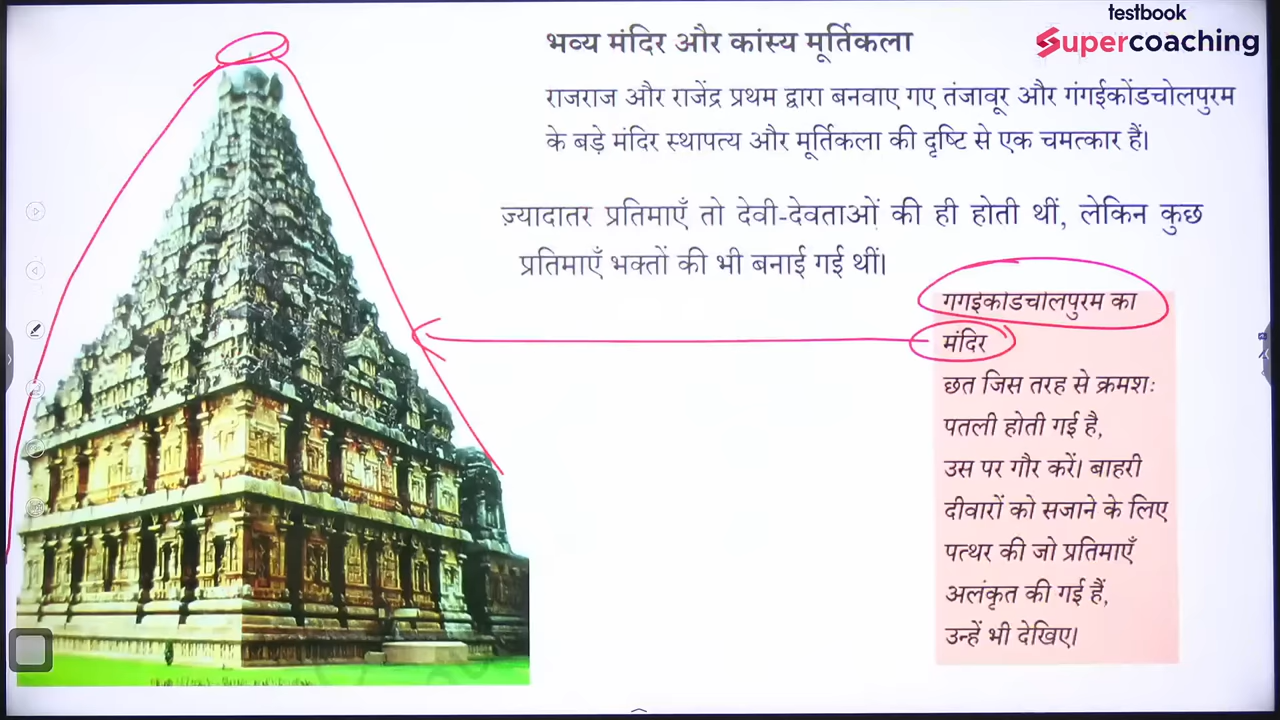 testbook
Supercoaching
भव्य मंदिर और कांस्य मूर्तिकला
राजराज और राजेंद्र प्रथम द्वारा बनवाए गए तंजावूर और गंगईकोंडचोलपुरम
के बड़े मंदिर स्थापत्य और मूर्तिकला की दृष्टि से एक चमत्कार हैं।
ज़्यादातर प्रतिमाएँ तो देवी-देवताओं की ही होती थीं, लेकिन कुछ
प्रतिमाएँ भक्तों की भी बनाई गई थीं।
गंगईकोंडचोलपुरम का
मंदिर
छत जिस तरह से क्रमशः
पतली होती गई है,
उस पर गौर करें। बाहरी
दीवारों को सजाने के लिए
पत्थर की जो प्रतिमाएँ
अलंकृत की गई हैं,
उन्हें भी देखिए।